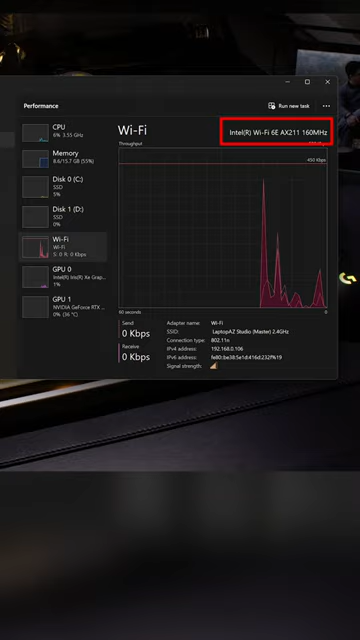 Performance
Run new task
CPU
6% 3.55 GHz
Memory
8.6/15.7 GB (55%)
Disk 0 (C:)
SSD
5%
Disk 1 (D:)
SSD
0%
Wi-Fi
Wi-Fi
S: 0 R: 0 Kbps
GPU 0
Intel(R) Iris(R) Xe Grap...
1%
GPU 1
NVIDIA GeForce RTX ...
0% (36 °C)
Wi-Fi
Intel(R) Wi-Fi 6E AX211 160MHz
Throughput
450 Kbps
60 seconds
0
Send
0 Kbps
Receive
0 Kbps
Adapter name: Wi-Fi
SSID: LaptopAZ Studio (Master) 2.4GHz
Connection type: 802.11n
IPv4 address: 192.168.0.106
IPv6 address: fe80::be38:5e1d:416d:232f%19
Signal strength: